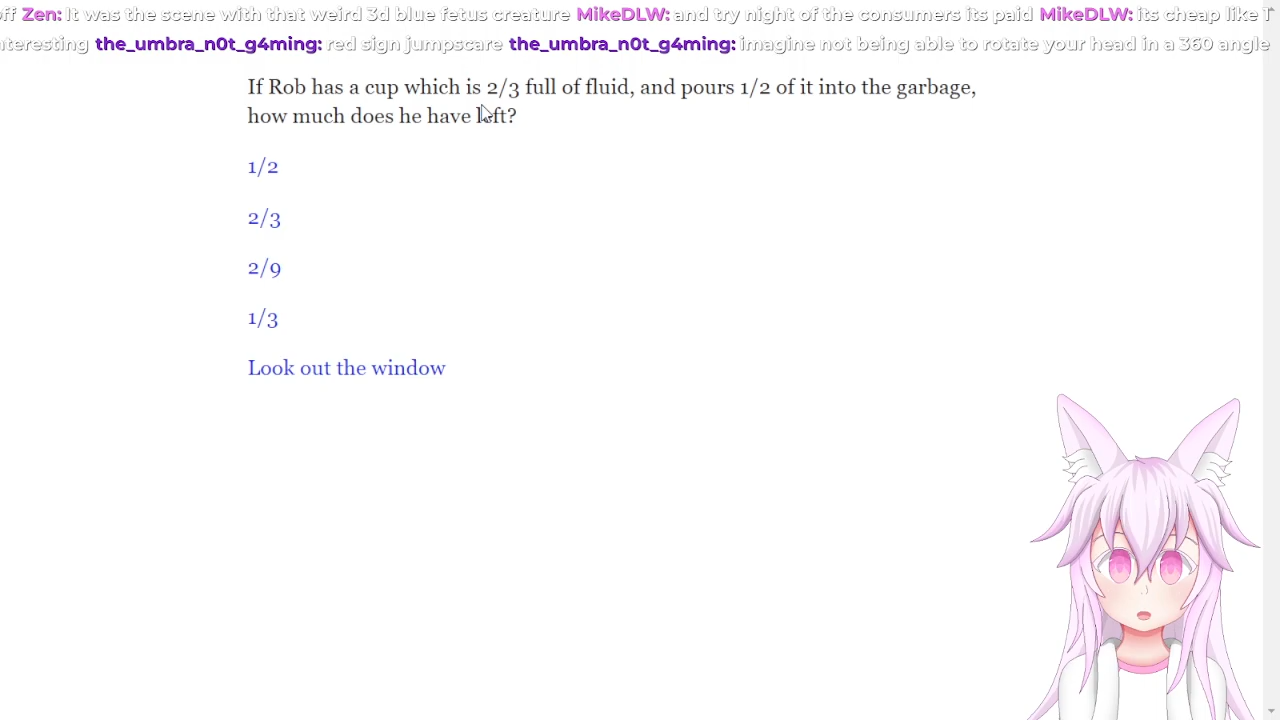 Zen: It was the scene with that weird 3d blue fetus creature MikeDLW: and try night of the consumers its paid MikeDLW: its cheap like
the_umbra_n0t_g4ming: red sign jumpscare the_umbra_n0t_g4ming: imagine not being able to rotate your head in a 360 angle
If Rob has a cup which is 2/3 full of fluid, and pours 1/2 of it into the garbage,
how much does he have left?
1/2
2/3
2/9
1/3
Look out the window